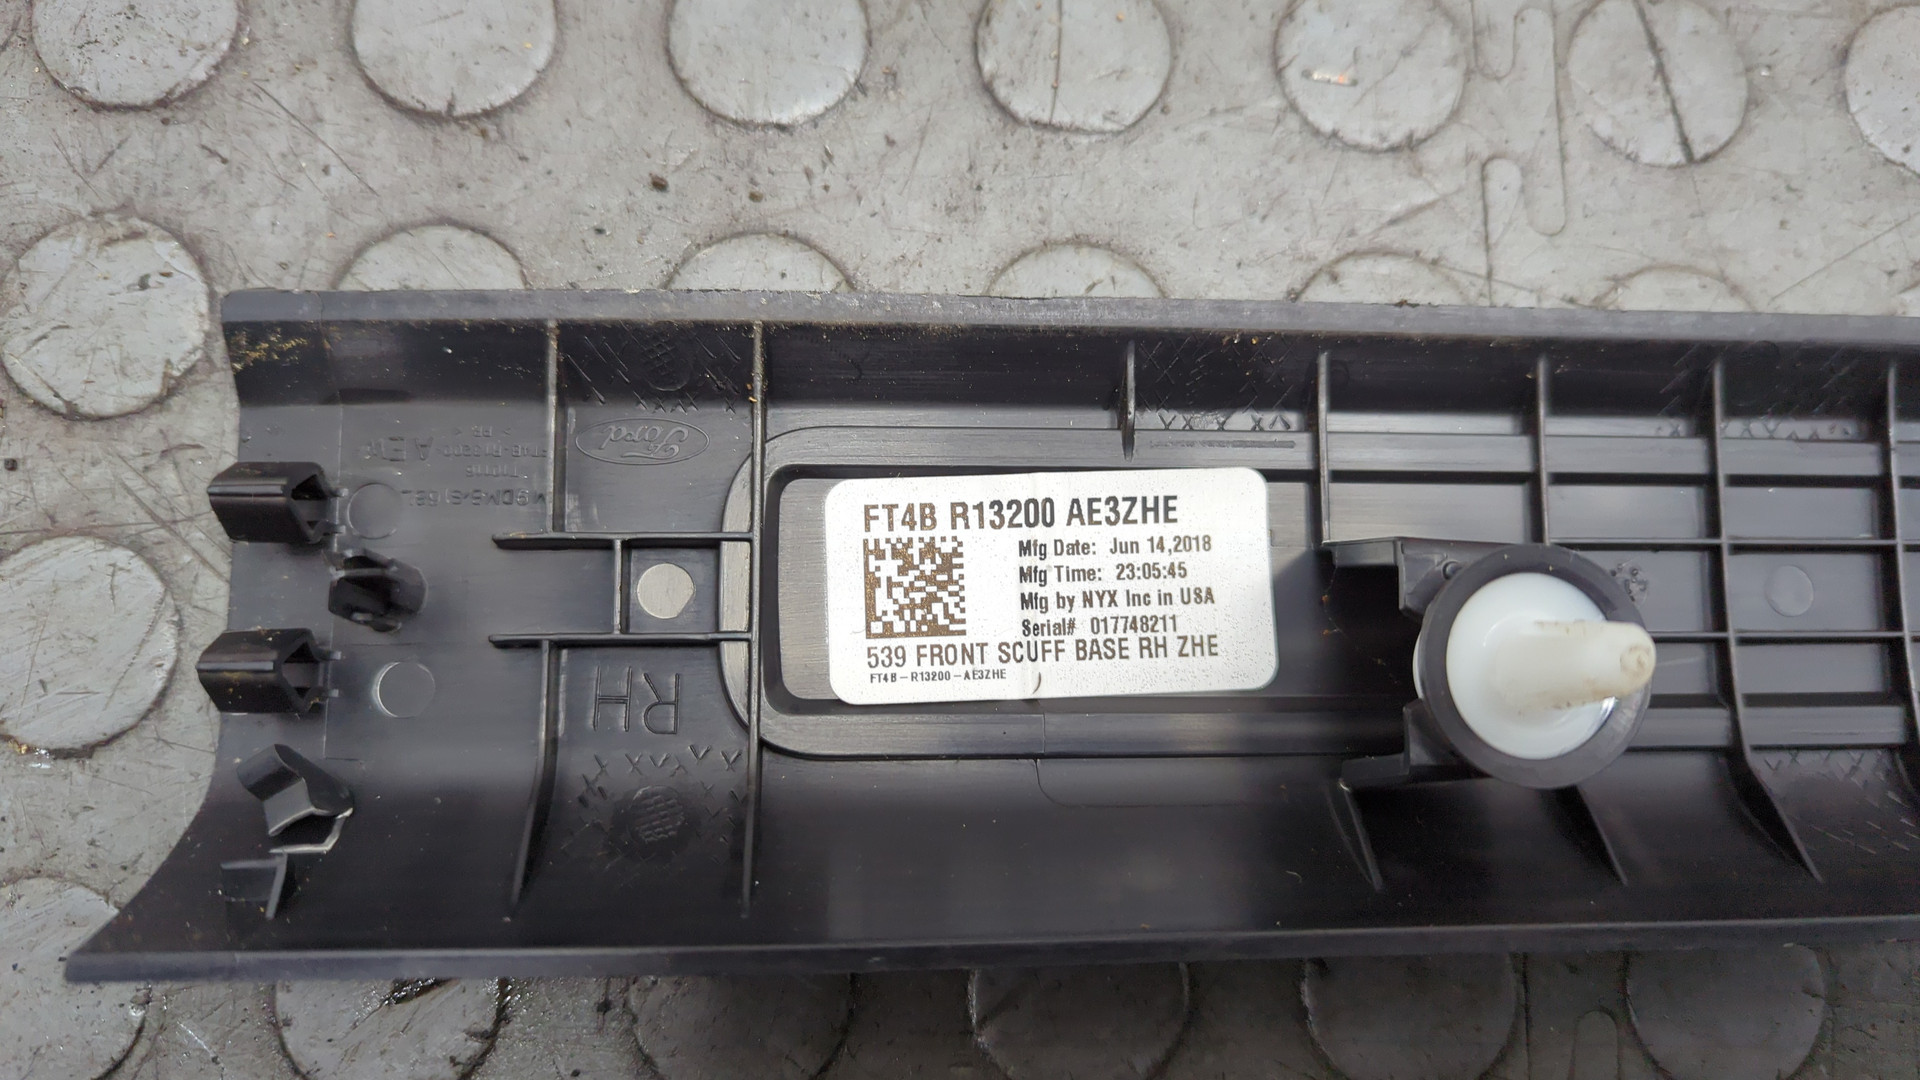 FT4B R13200 AE3ZHE
Mfg Date: Jun 14,2018
Mfg Time: 23:05:45
Mfg by NYX Inc in USA
Serial# 017748211
539 FRONT SCUFF BASE RH ZHE
FT4B-R13200-AE3ZHE
Ford
RH